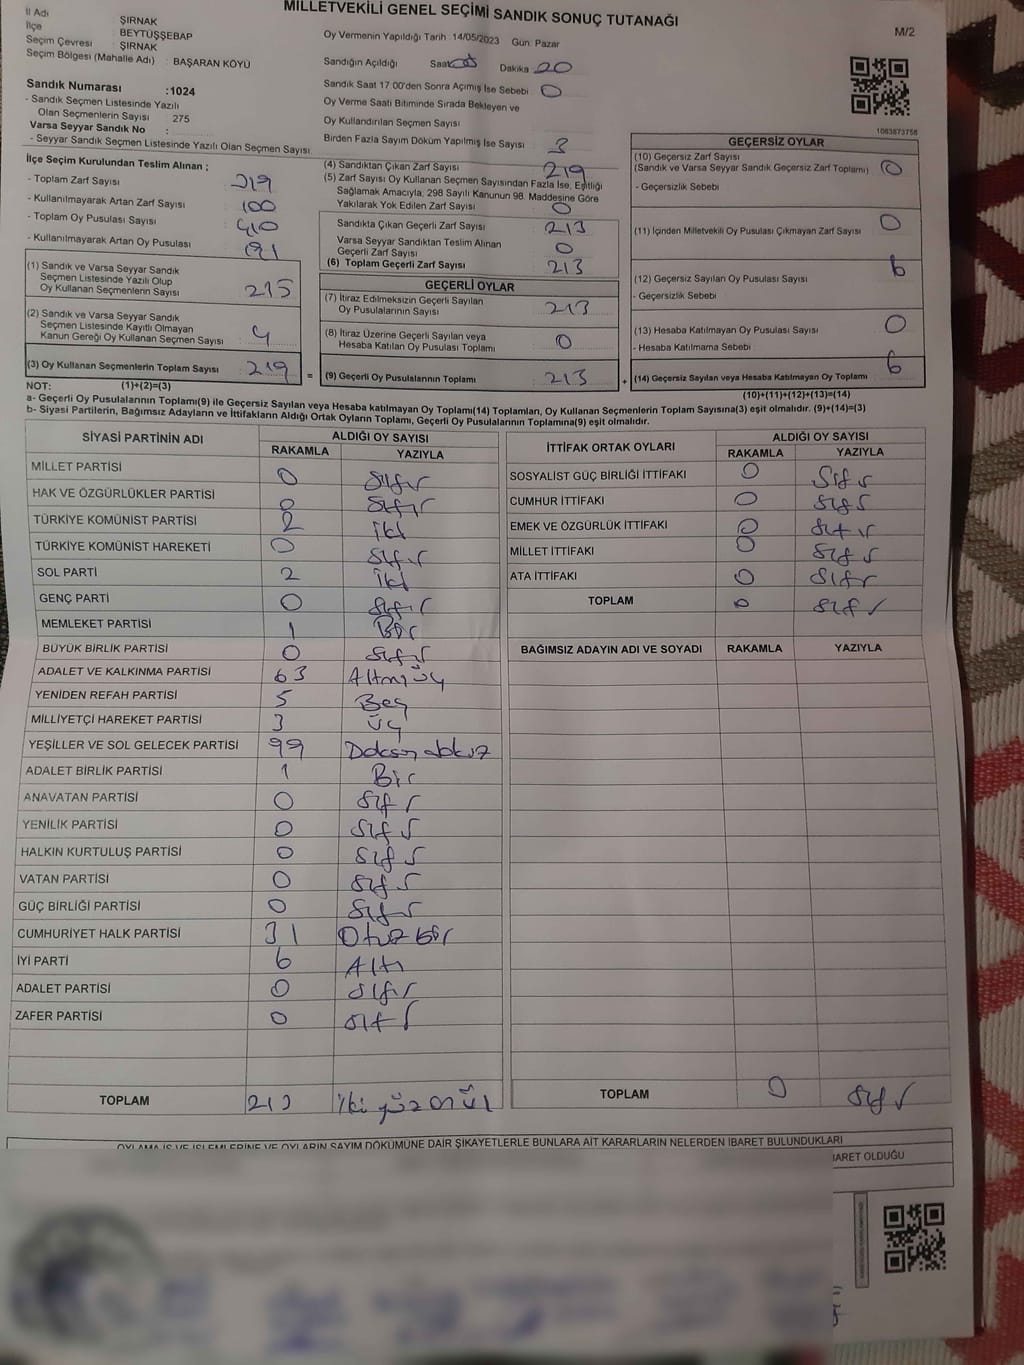 MİLLETVEKİLİ GENEL SEÇİMİ SANDIK SONUÇ TUTANAĞI
M/2
İl Adı : ŞIRNAK
İlçe : BEYTÜŞŞEBAP
Seçim Çevresi : ŞIRNAK
Seçim Bölgesi (Mahalle Adı) : BAŞARAN KÖYÜ
Sandık Numarası :1024
- Sandık Seçmen Listesinde Yazılı
Olan Seçmenlerin Sayısı : 275
Varsa Seyyar Sandık No :
- Seyyar Sandık Seçmen Listesinde Yazılı Olan Seçmen Sayısı:
Oy Vermenin Yapıldığı Tarih :14/05/2023 Gün: Pazar
Sandığın Açıldığı Saat Dakika 20
Sandık Saat 17:00'den Sonra Açımış İse Sebebi 0
Oy Verme Saati Bitiminde Sırada Bekleyen ve
Oy Kullandırılan Seçmen Sayısı
Birden Fazla Sayım Döküm Yapılmış İse Sayısı 3
1083873756
İlçe Seçim Kurulundan Teslim Alınan ;
- Toplam Zarf Sayısı 319
- Kullanılmayarak Artan Zarf Sayısı 100
- Toplam Oy Pusulası Sayısı 410
- Kullanılmayarak Artan Oy Pusulası 191
(1) Sandık ve Varsa Seyyar Sandık
Seçmen Listesinde Yazılı Olup
Oy Kullanan Seçmenlerin Sayısı 215
(2) Sandık ve Varsa Seyyar Sandık
Seçmen Listesinde Kayıtlı Olmayan
Kanun Gereği Oy Kullanan Seçmen Sayısı 4
(3) Oy Kullanan Seçmenlerin Toplam Sayısı 219 =
(4) Sandıktan Çıkan Zarf Sayısı 219
(5) Zarf Sayısı Oy Kullanan Seçmen Sayısından Fazla İse, Eşitliği
Sağlamak Amacıyla, 298 Sayılı Kanunun 98. Maddesine Göre
Yakılarak Yok Edilen Zarf Sayısı 0
Sandıkta Çıkan Geçerli Zarf Sayısı 213
Varsa Seyyar Sandıktan Teslim Alınan
Geçerli Zarf Sayısı 0
(6) Toplam Geçerli Zarf Sayısı 213
GEÇERLİ OYLAR
(7) İtiraz Edilmeksizin Geçerli Sayılan
Oy Pusulalarının Sayısı 213
(8) İtiraz Üzerine Geçerli Sayılan veya
Hesaba Katılan Oy Pusulası Toplamı 0
(9) Geçerli Oy Pusulalarının Toplamı 213 +
GEÇERSİZ OYLAR
(10) Geçersiz Zarf Sayısı
(Sandık ve Varsa Seyyar Sandık Geçersiz Zarf Toplamı) 0
- Geçersizlik Sebebi
(11) İçinden Milletvekili Oy Pusulası Çıkmayan Zarf Sayısı 0
(12) Geçersiz Sayılan Oy Pusulası Sayısı 6
- Geçersizlik Sebebi
(13) Hesaba Katılmayan Oy Pusulası Sayısı 0
- Hesaba Katılmama Sebebi
(14) Geçersiz Sayılan veya Hesaba Katılmayan Oy Toplamı 6
NOT: (1)+(2)=(3) (10)+(11)+(12)+(13)=(14)
a- Geçerli Oy Pusulalarının Toplamı(9) ile Geçersiz Sayılan veya Hesaba katılmayan Oy Toplamı(14) Toplamları, Oy Kullanan Seçmenlerin Toplam Sayısına(3) eşit olmalıdır. (9)+(14)=(3)
b- Siyasi Partilerin, Bağımsız Adayların ve İttifakların Aldığı Ortak Oyların Toplamı, Geçerli Oy Pusulalarının Toplamına(9) eşit olmalıdır.
SİYASİ PARTİNİN ADI ALDIĞI OY SAYISI
RAKAMLA YAZIYLA
MİLLET PARTİSİ 0 Sıfır
HAK VE ÖZGÜRLÜKLER PARTİSİ 0 Sıfır
TÜRKİYE KOMÜNİST PARTİSİ 2 iki
TÜRKİYE KOMÜNİST HAREKETİ 0 Sıfır
SOL PARTİ 2 iki
GENÇ PARTİ 0 Sıfır
MEMLEKET PARTİSİ 1 Bir
BÜYÜK BİRLİK PARTİSİ 0 Sıfır
ADALET VE KALKINMA PARTİSİ 63 Altmışüç
YENİDEN REFAH PARTİSİ 5 Beş
MİLLİYETÇİ HAREKET PARTİSİ 3 üç
YEŞİLLER VE SOL GELECEK PARTİSİ 99 Doksandokuz
ADALET BİRLİK PARTİSİ 1 Bir
ANAVATAN PARTİSİ 0 Sıfır
YENİLİK PARTİSİ 0 Sıfır
HALKIN KURTULUŞ PARTİSİ 0 Sıfır
VATAN PARTİSİ 0 Sıfır
GÜÇ BİRLİĞİ PARTİSİ 0 Sıfır
CUMHURİYET HALK PARTİSİ 31 Otuz bir
İYİ PARTİ 6 Altı
ADALET PARTİSİ 0 Sıfır
ZAFER PARTİSİ 0 Sıfır
TOPLAM 213 iki yüz onüç
İTTİFAK ORTAK OYLARI ALDIĞI OY SAYISI
RAKAMLA YAZIYLA
SOSYALİST GÜÇ BİRLİĞİ İTTİFAKI 0 Sıfır
CUMHUR İTTİFAKI 0 Sıfır
EMEK VE ÖZGÜRLÜK İTTİFAKI 0 Sıfır
MİLLET İTTİFAKI 0 Sıfır
ATA İTTİFAKI 0 Sıfır
TOPLAM 0 Sıfır
BAĞIMSIZ ADAYIN ADI VE SOYADI RAKAMLA YAZIYLA
TOPLAM 0 Sıfır
OYLAMA İŞ VE İŞLEMLERİNE VE OYLARIN SAYIM DÖKÜMÜNE DAİR ŞİKAYETLERLE BUNLARA AİT KARARLARIN NELERDEN İBARET BULUNDUKLARI
İBARET OLDUĞU